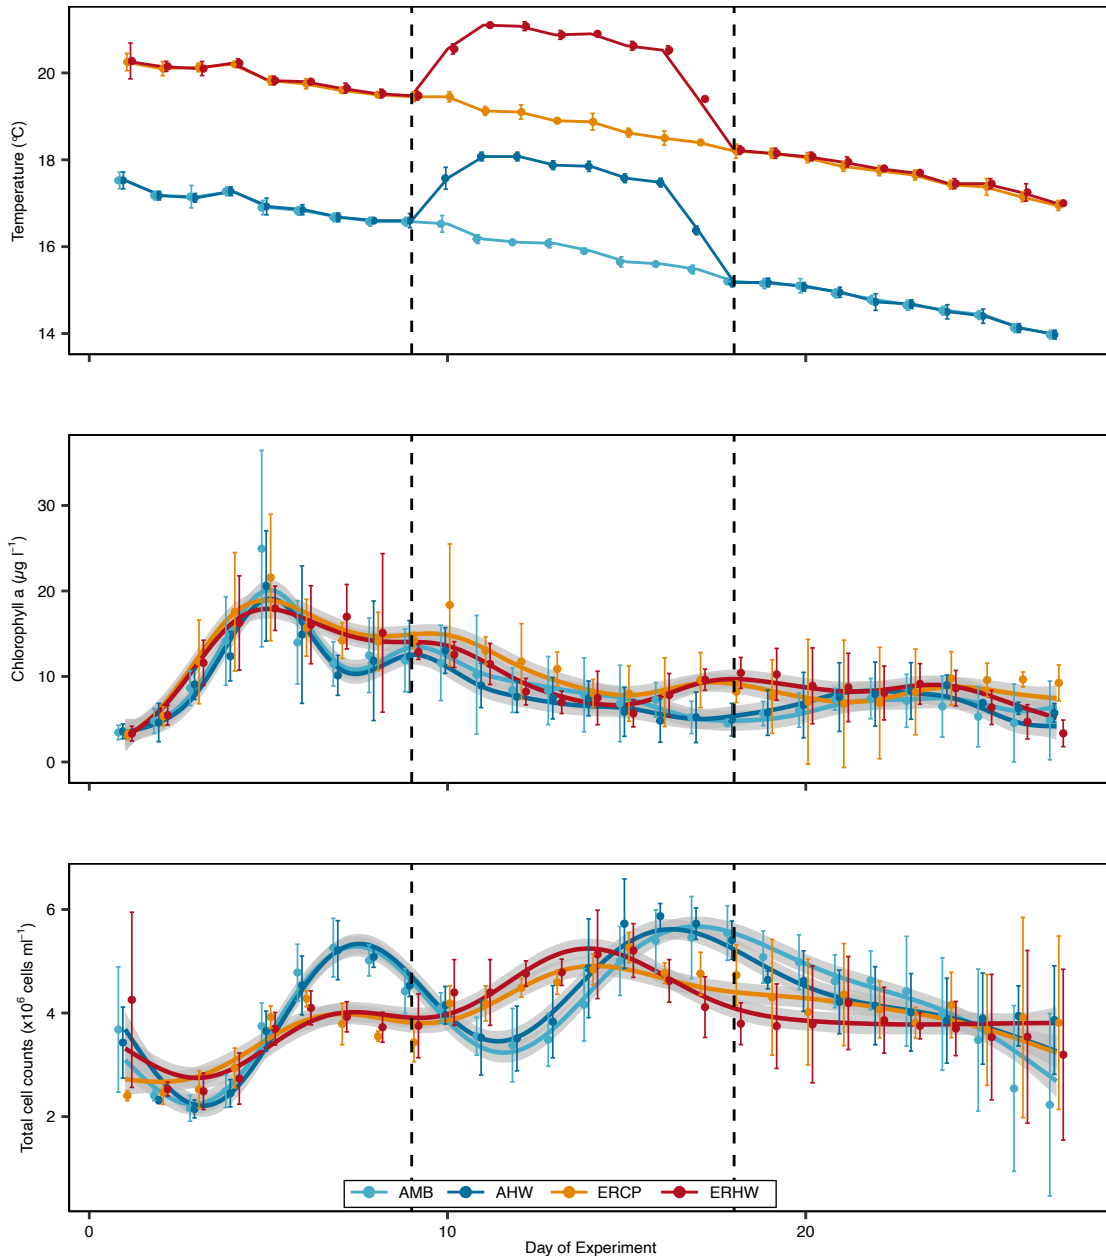 20
18
16
14
Temperature (°C)
30
20
10
0
Chlorophyll a (µg l⁻¹)
6
4
2
Total cell counts (x10⁶ cells ml⁻¹)
AMB AHW ERCP ERHW
0 10 20
Day of Experiment